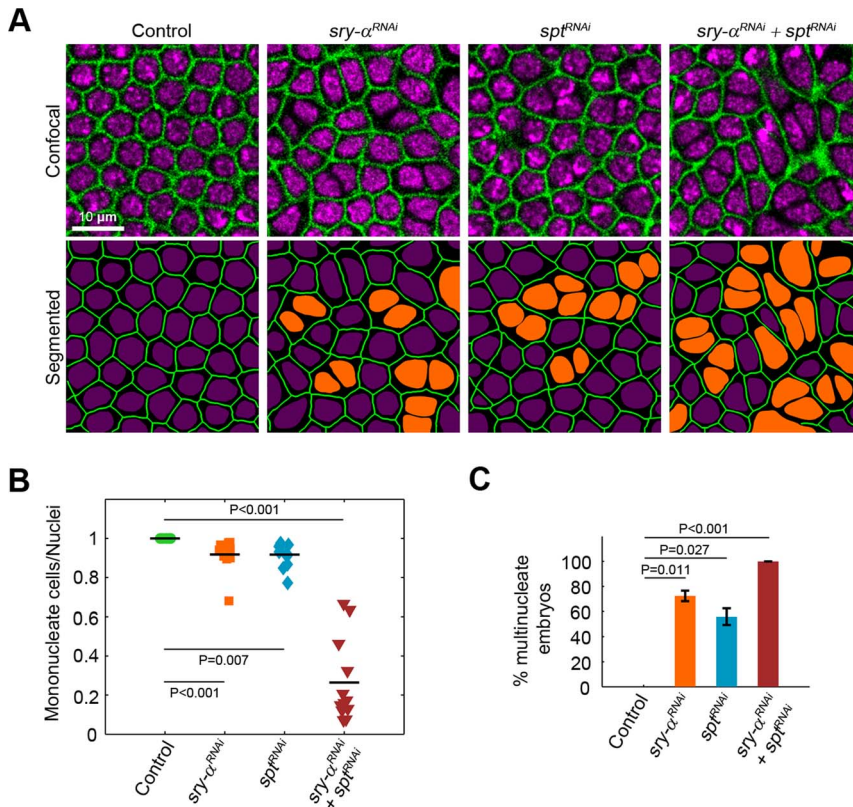 A
Control
sry-α^RNAi
spt^RNAi
sry-α^RNAi + spt^RNAi
Confocal
10 µm
Segmented
B
Mononucleate cells/Nuclei
1
0.8
0.6
0.4
0.2
0
P<0.001
P=0.007
P<0.001
Control
sry-α^RNAi
spt^RNAi
sry-α^RNAi
+ spt^RNAi
C
% multinucleate
embryos
100
80
60
40
20
0
P<0.001
P=0.027
P=0.011
Control
sry-α^RNAi
spt^RNAi
sry-α^RNAi
+ spt^RNAi